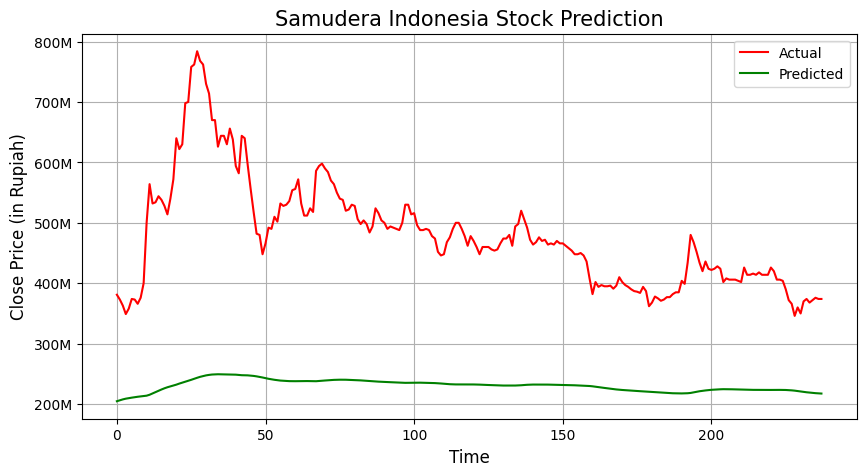 Samudera Indonesia Stock Prediction
Actual
Predicted
Close Price (in Rupiah)
800M
700M
600M
500M
400M
300M
200M
0
50
100
150
200
Time